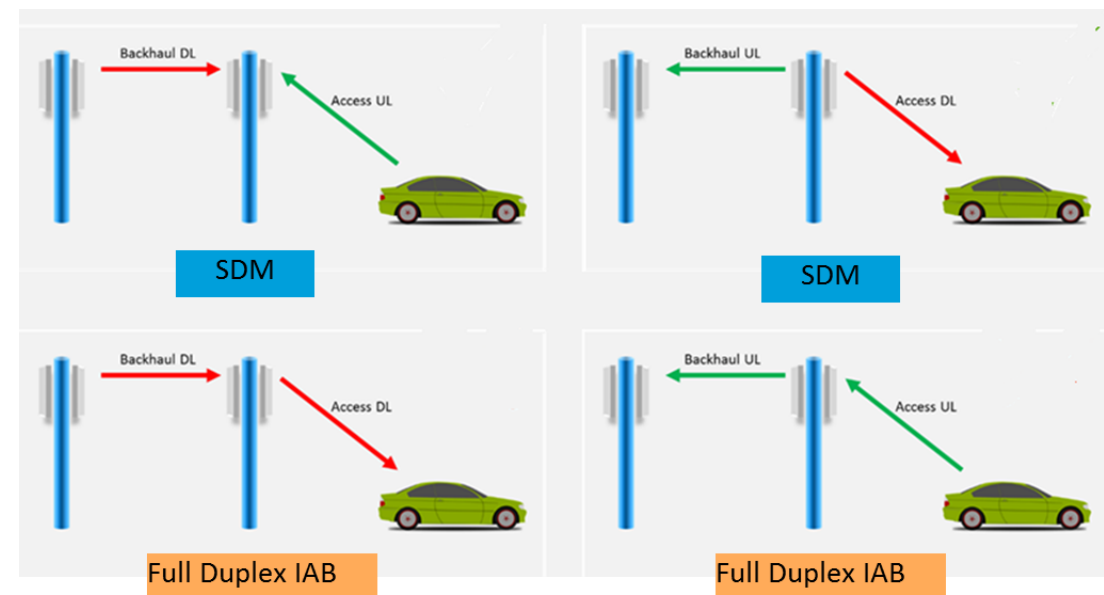 Backhaul DL
Access UL
SDM
Backhaul UL
Access DL
SDM
Backhaul DL
Access DL
Full Duplex IAB
Backhaul UL
Access UL
Full Duplex IAB